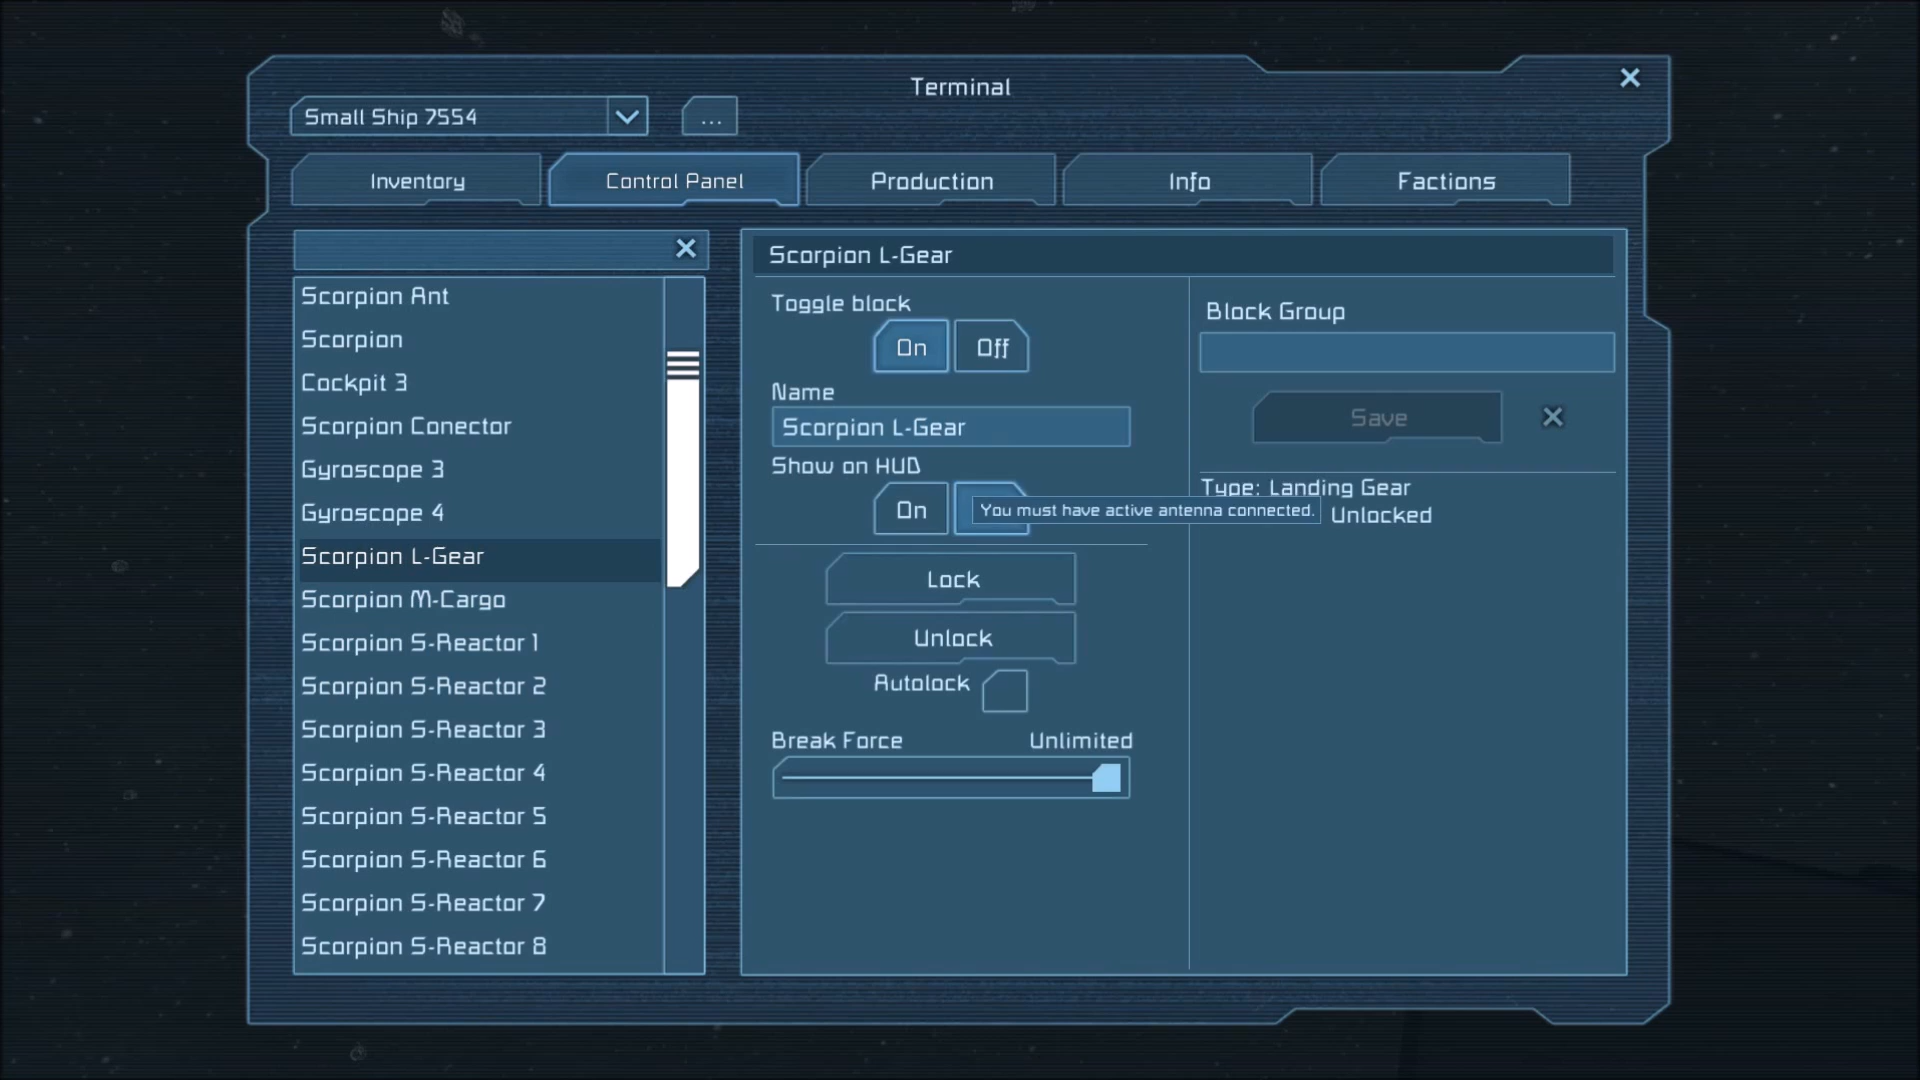 Terminal
Small Ship 7554
...
Inventory
Control Panel
Production
Info
Factions
Scorpion Ant
Scorpion
Cockpit 3
Scorpion Conector
Gyroscope 3
Gyroscope 4
Scorpion L-Gear
Scorpion M-Cargo
Scorpion S-Reactor 1
Scorpion S-Reactor 2
Scorpion S-Reactor 3
Scorpion S-Reactor 4
Scorpion S-Reactor 5
Scorpion S-Reactor 6
Scorpion S-Reactor 7
Scorpion S-Reactor 8
Scorpion L-Gear
Toggle block
On
Off
Name
Scorpion L-Gear
Show on HUD
On
You must have active antenna connected.
Lock
Unlock
Autolock
Break Force
Unlimited
Block Group
Save
Type: Landing Gear
Unlocked